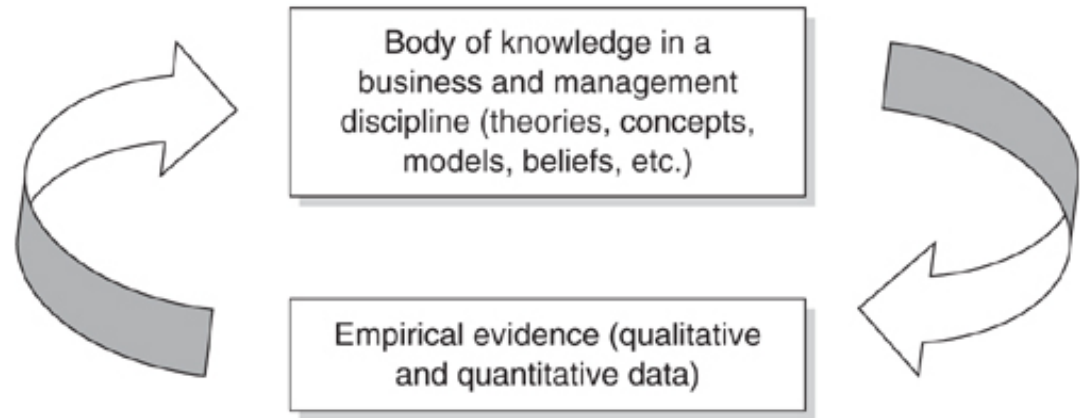 Body of knowledge in a
business and management
discipline (theories, concepts,
models, beliefs, etc.)
Empirical evidence (qualitative
and quantitative data)